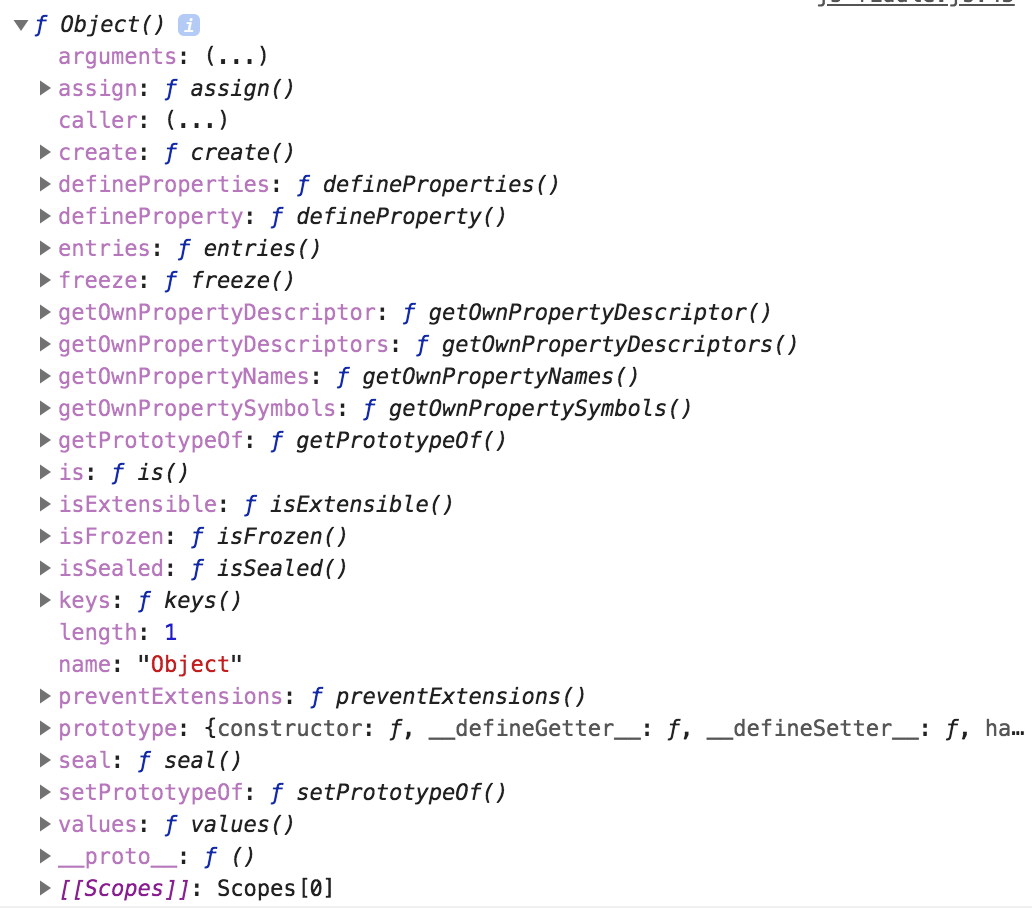 ƒ Object() i
arguments: (...)
assign: ƒ assign()
caller: (...)
create: ƒ create()
defineProperties: ƒ defineProperties()
defineProperty: ƒ defineProperty()
entries: ƒ entries()
freeze: ƒ freeze()
getOwnPropertyDescriptor: ƒ getOwnPropertyDescriptor()
getOwnPropertyDescriptors: ƒ getOwnPropertyDescriptors()
getOwnPropertyNames: ƒ getOwnPropertyNames()
getOwnPropertySymbols: ƒ getOwnPropertySymbols()
getPrototypeOf: ƒ getPrototypeOf()
is: ƒ is()
isExtensible: ƒ isExtensible()
isFrozen: ƒ isFrozen()
isSealed: ƒ isSealed()
keys: ƒ keys()
length: 1
name: "Object"
preventExtensions: ƒ preventExtensions()
prototype: {constructor: ƒ, __defineGetter__: ƒ, __defineSetter__: ƒ, ha…
seal: ƒ seal()
setPrototypeOf: ƒ setPrototypeOf()
values: ƒ values()
__proto__: ƒ ()
[[Scopes]]: Scopes[0]